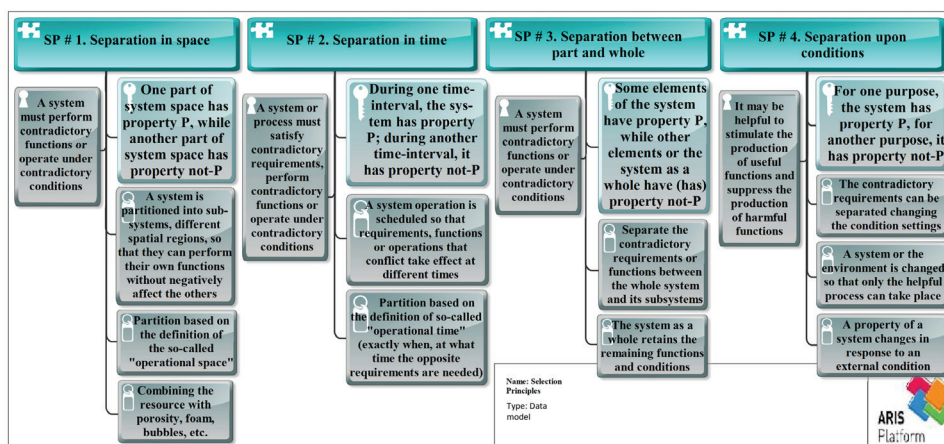 SP # 1. Separation in space
A system
must perform
contradictory
functions or
operate under
contradictory
conditions
One part of
system space has
property P, while
another part of
system space has
property not-P
A system is
partitioned into sub-
systems, different
spatial regions, so
that they can perform
their own functions
without negatively
affect the others
Partition based on
the definition of
the so-called
"operational space"
Combining the
resource with
porosity, foam,
bubbles, etc.
SP # 2. Separation in time
A system or
process must
satisfy
contradictory
requirements,
perform
contradictory
functions or
operate under
contradictory
conditions
During one time-
interval, the sys-
tem has property
P; during another
time-interval, it
has property not-P
A system operation is
scheduled so that
requirements, functions
or operations that
conflict take effect at
different times
Partition based on
the definition of so-called
"operational time"
(exactly when, at what
time the opposite
requirements are needed)
SP # 3. Separation between
part and whole
A system
must perform
contradictory
functions or
operate under
contradictory
conditions
Some elements
of the system
have property P,
while other
elements or the
system as a
whole have (has)
property not-P
Separate the
contradictory
requirements or
functions between
the whole system
and its subsystems
The system as a
whole retains the
remaining functions
and conditions
SP # 4. Separation upon
conditions
It may be
helpful to
stimulate the
production
of useful
functions and
suppress the
production
of harmful
functions
For one purpose,
the system has
property P, for
another purpose, it
has property not-P
The contradictory
requirements can be
separated changing
the condition settings
A system or the
environment is changed
so that only the helpful
process can take place
A property of a
system changes in
response to an
external condition
Name: Selection
Principles
Type: Data
model
ARIS
Platform